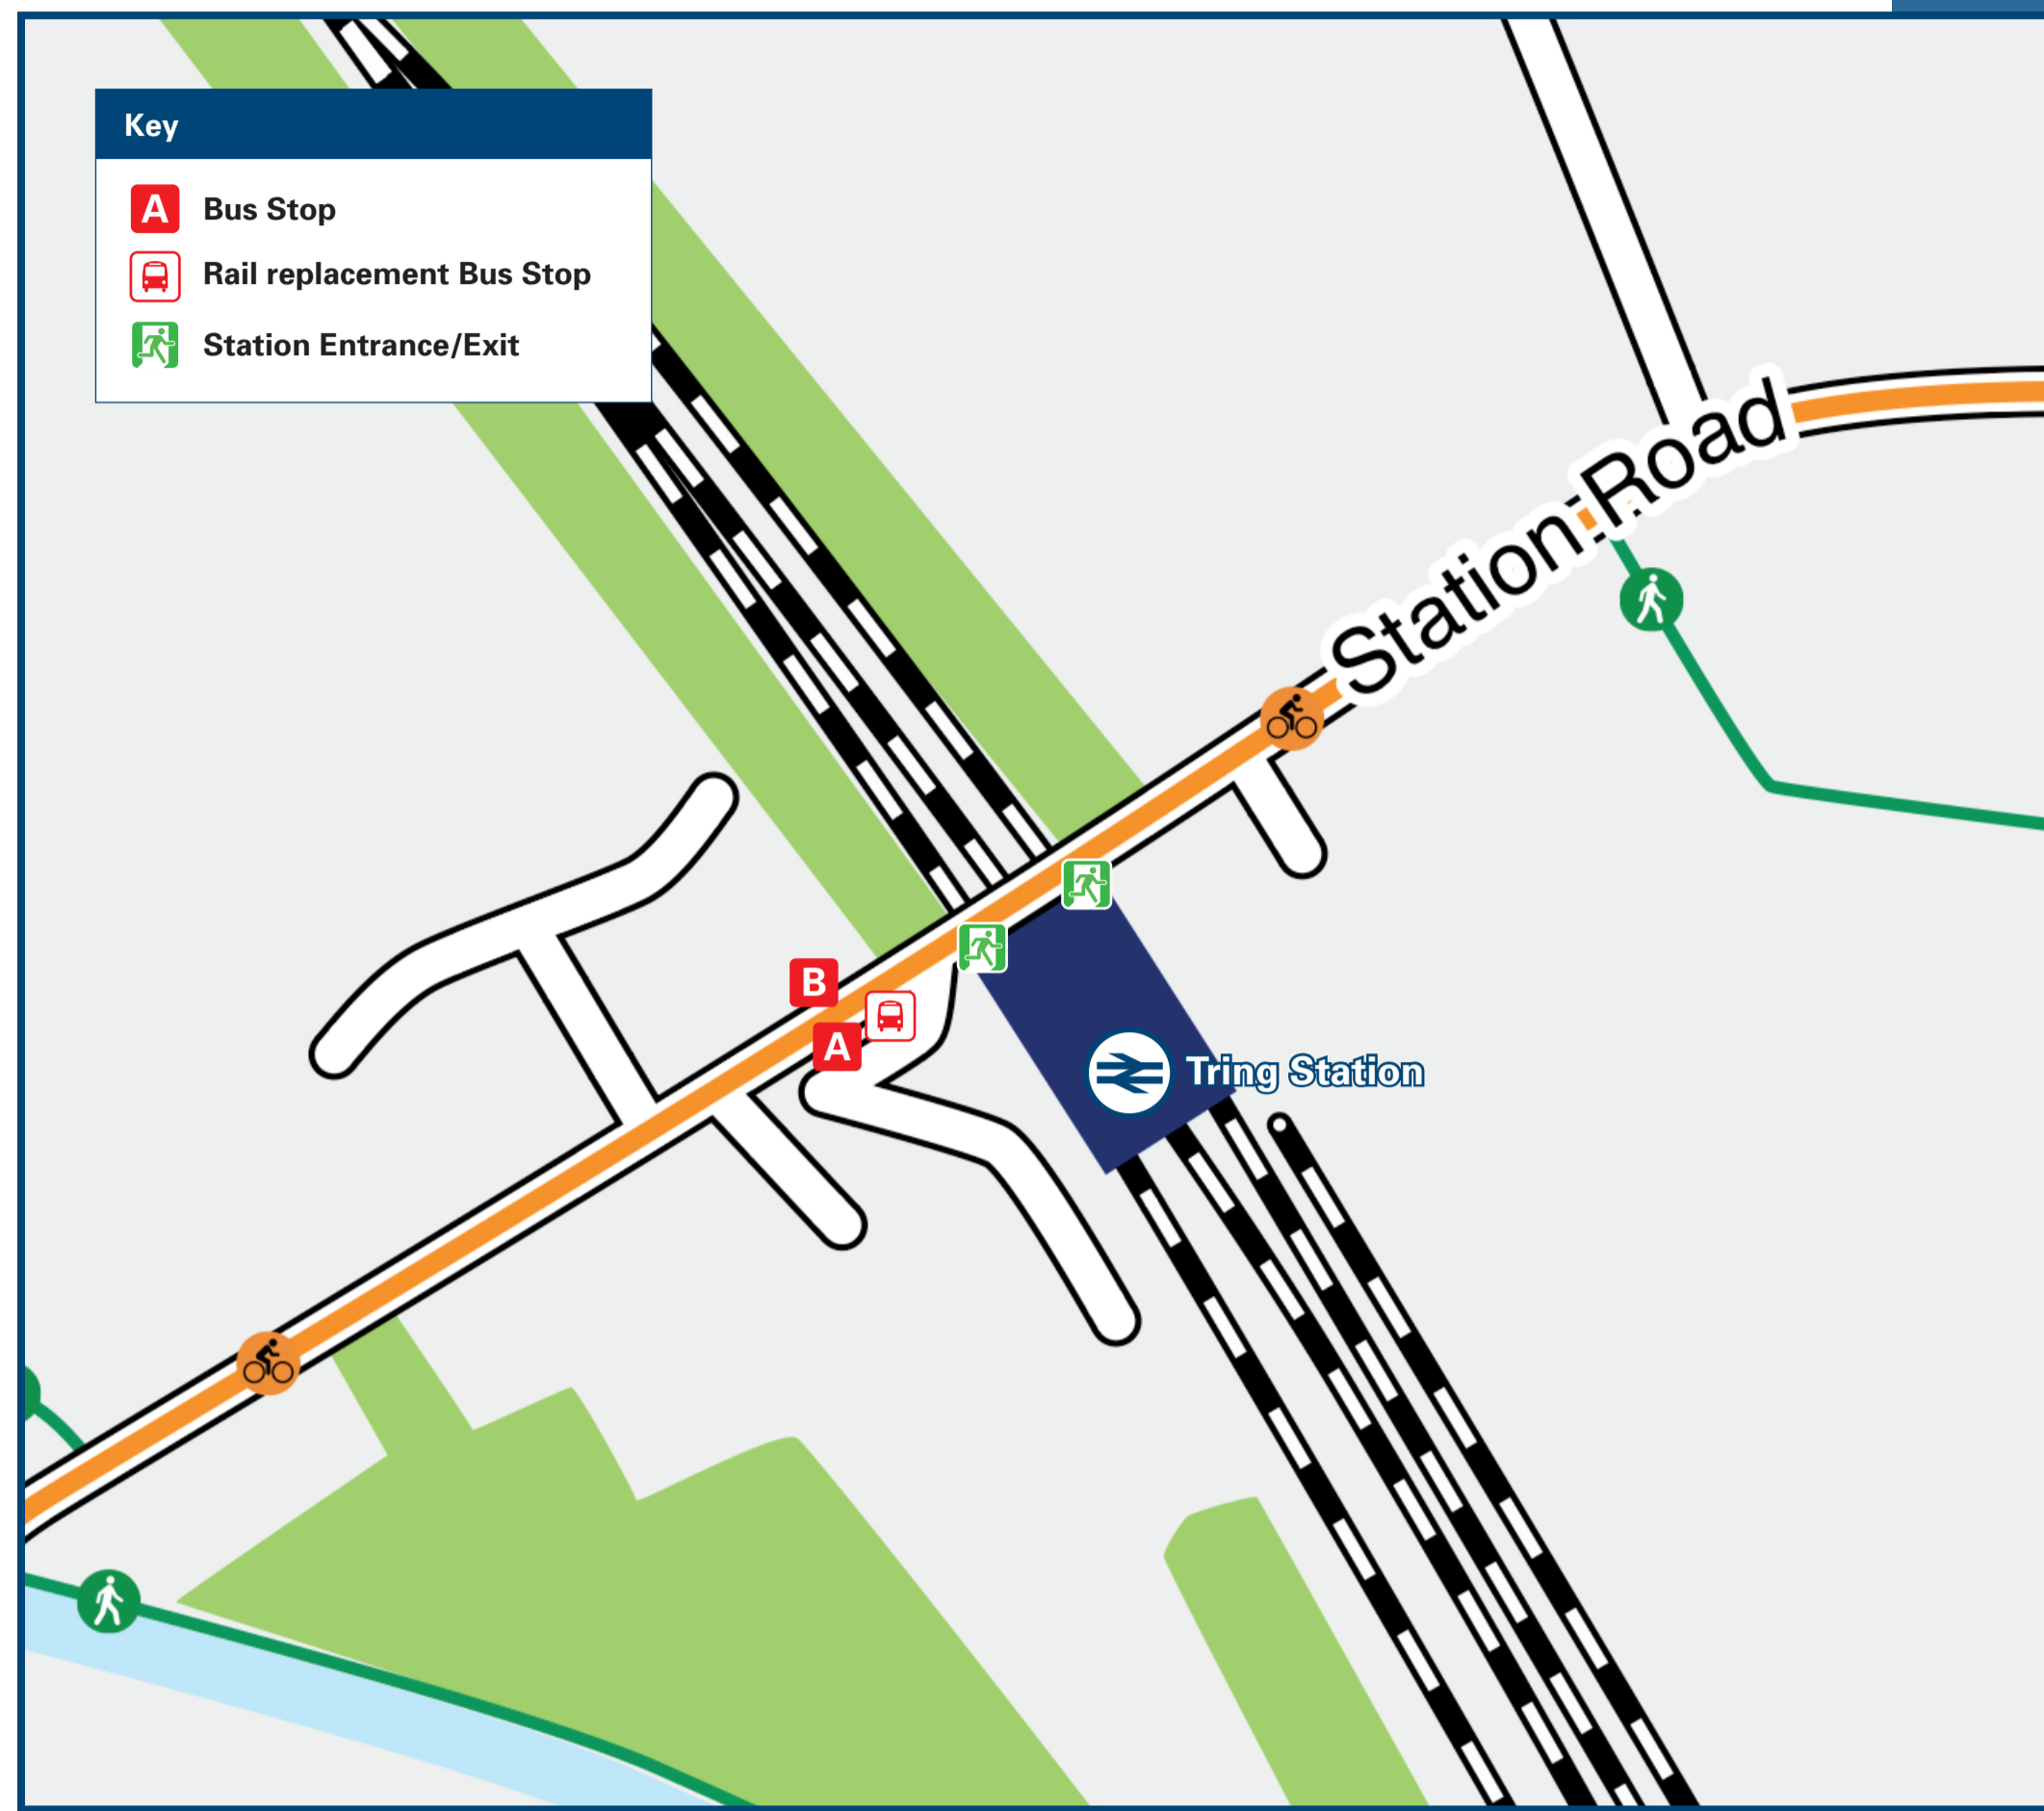 Key
A Bus Stop
Rail replacement Bus Stop
Station Entrance/Exit
Station Road
B
A
Tring Station